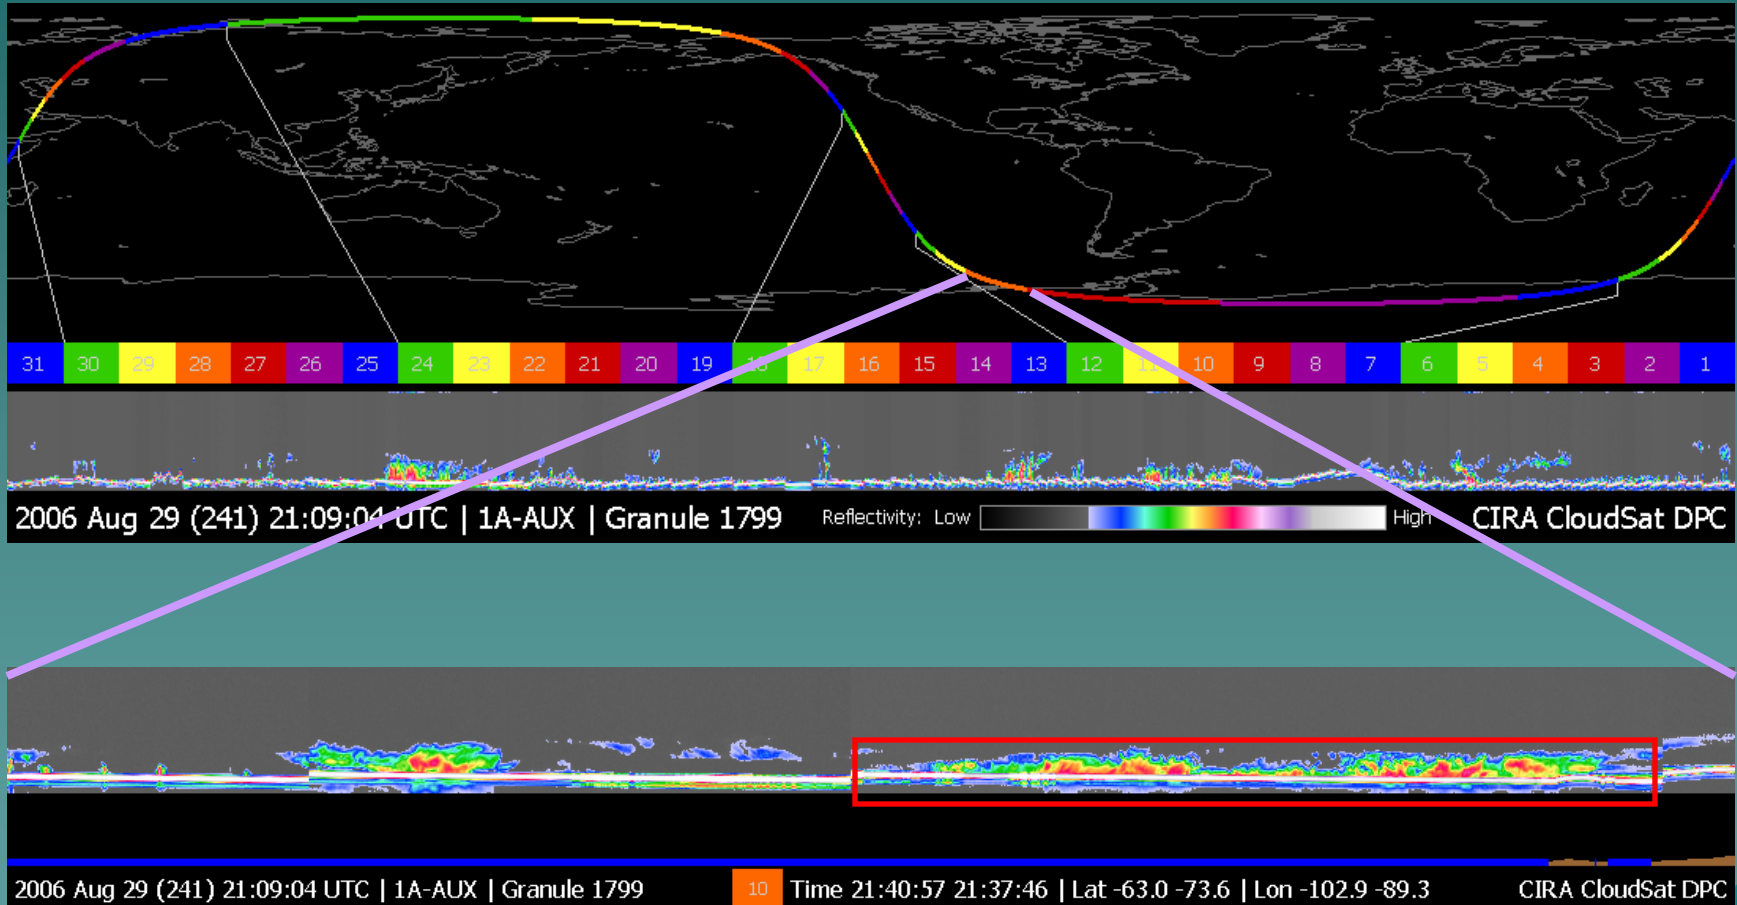 31 30 29 28 27 26 25 24 23 22 21 20 19 18 17 16 15 14 13 12 11 10 9 8 7 6 5 4 3 2 1
2006 Aug 29 (241) 21:09:04 UTC | 1A-AUX | Granule 1799 Reflectivity: Low High CIRA CloudSat DPC
2006 Aug 29 (241) 21:09:04 UTC | 1A-AUX | Granule 1799 10 Time 21:40:57 21:37:46 | Lat -63.0 -73.6 | Lon -102.9 -89.3 CIRA CloudSat DPC